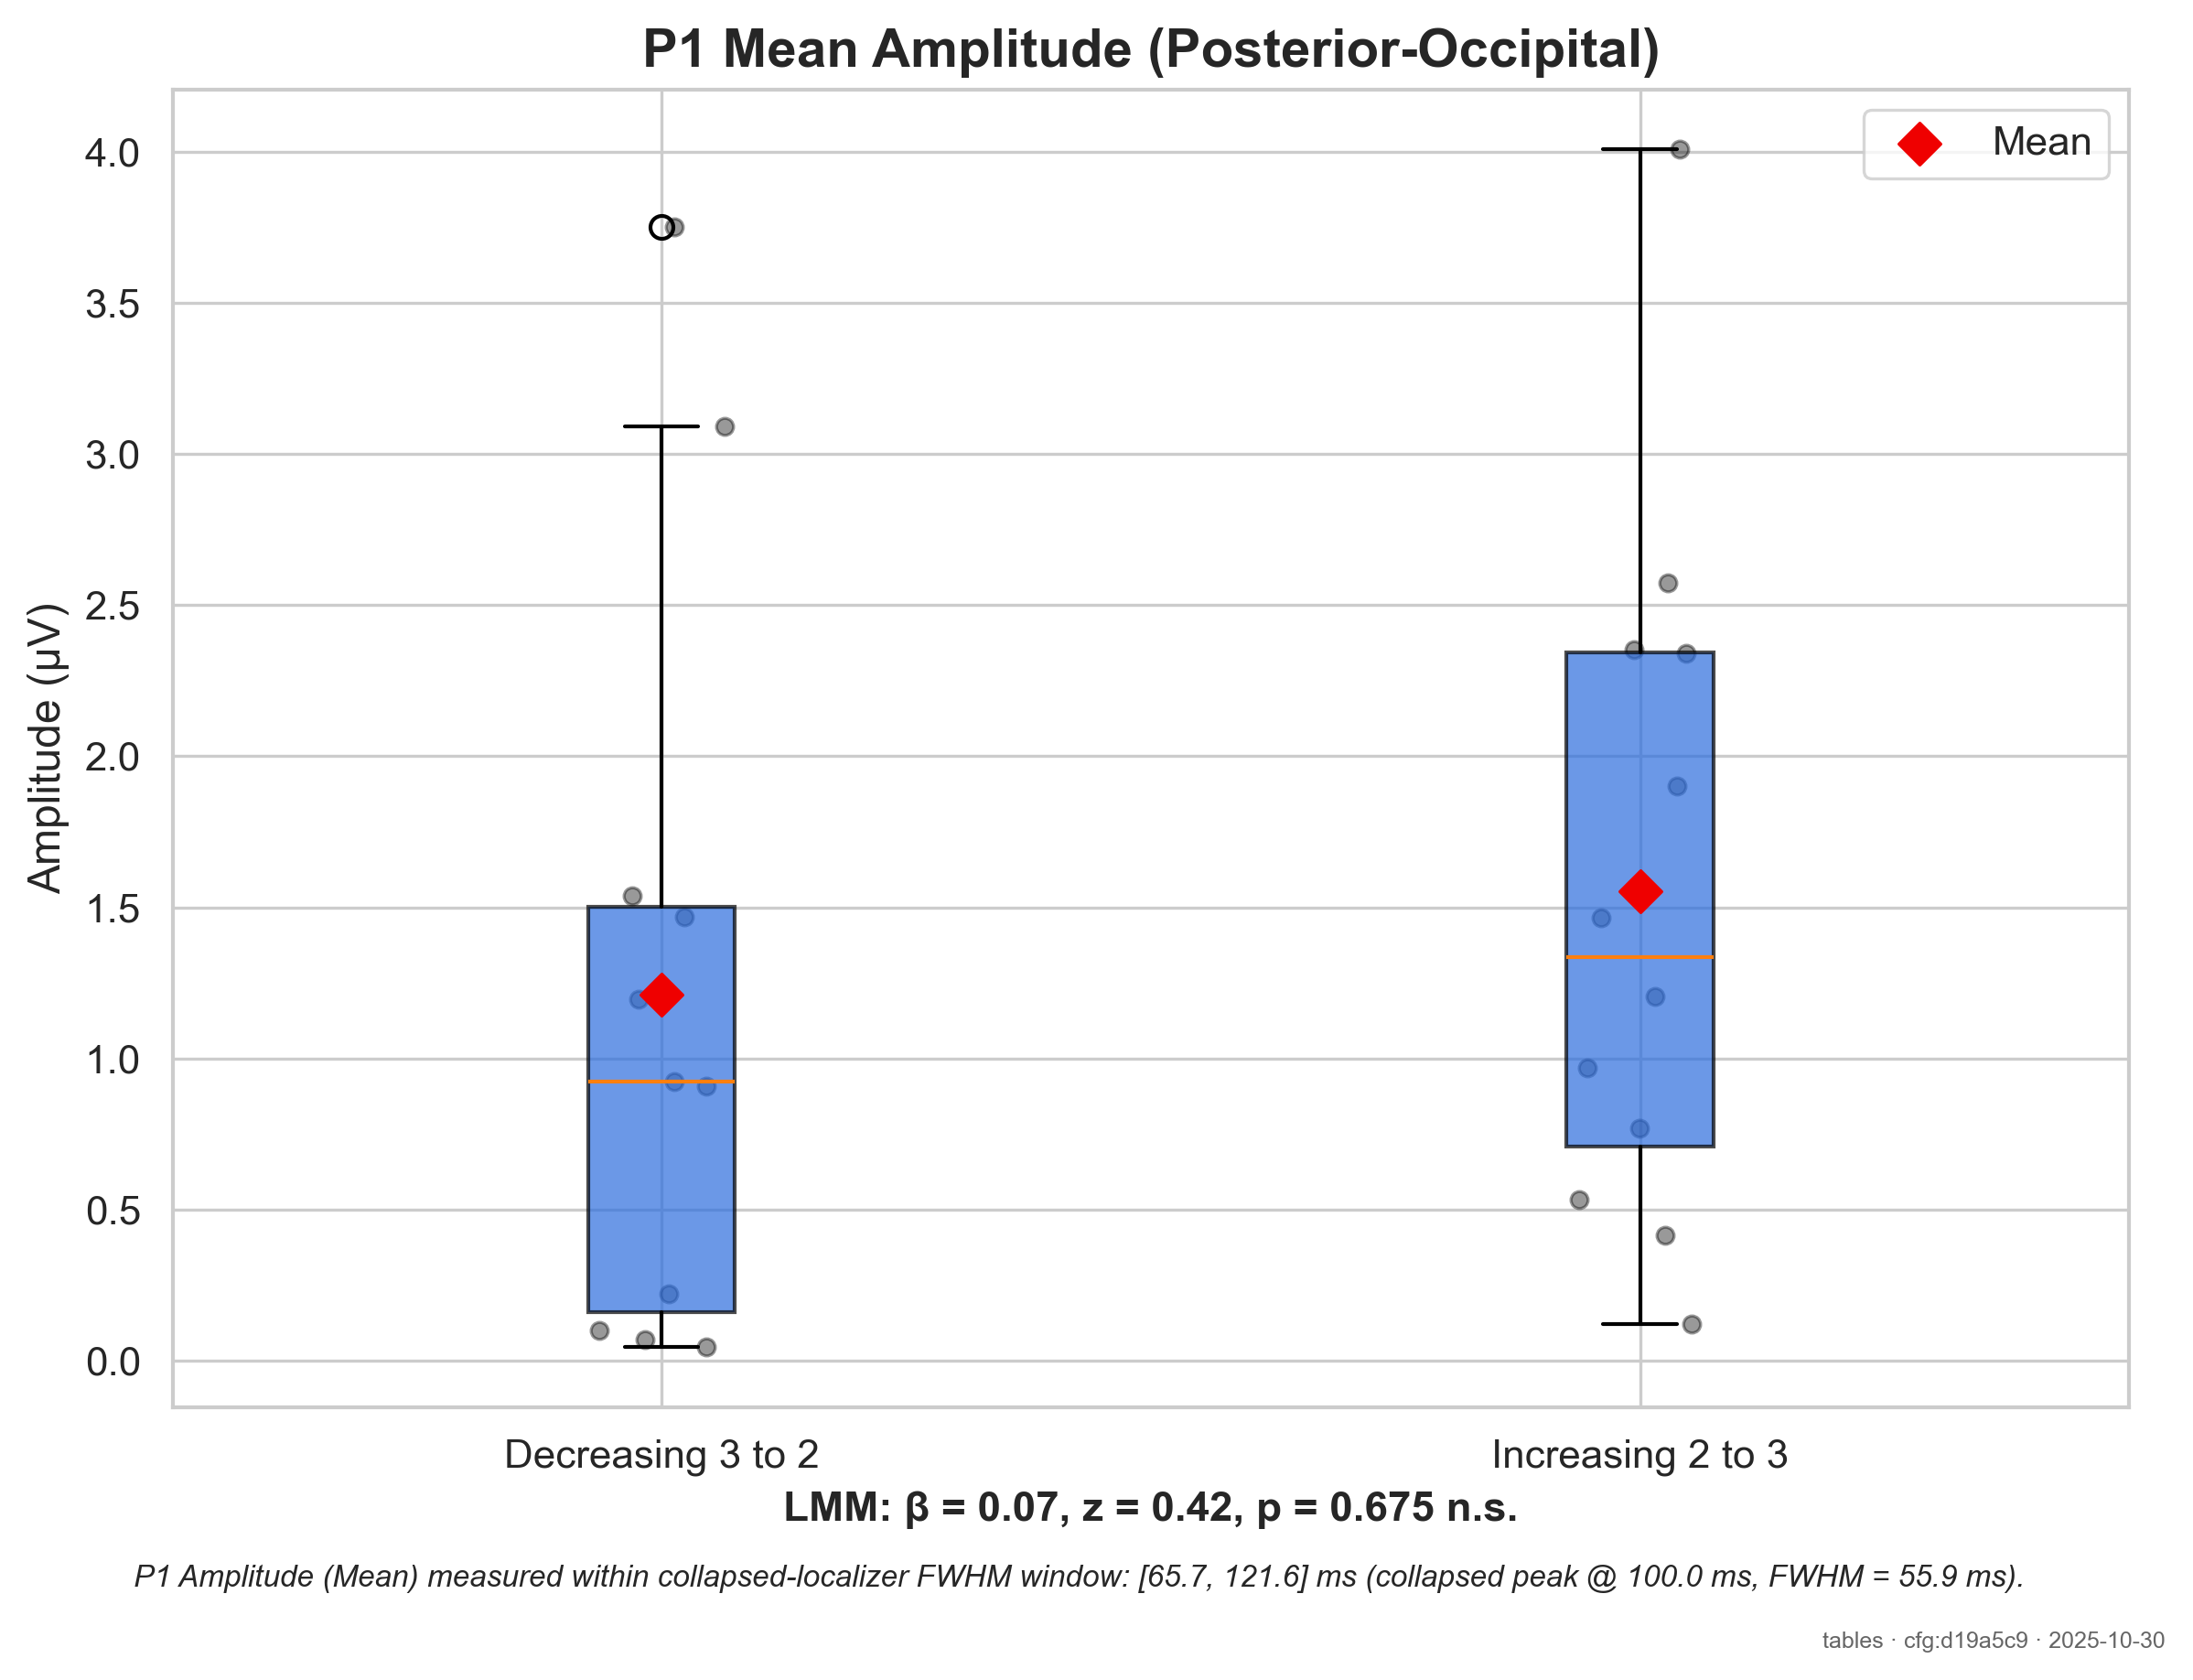 P1 Mean Amplitude (Posterior-Occipital)
Mean
Amplitude (µV)
4.0
3.5
3.0
2.5
2.0
1.5
1.0
0.5
0.0
Decreasing 3 to 2
Increasing 2 to 3
LMM: β = 0.07, z = 0.42, p = 0.675 n.s.
P1 Amplitude (Mean) measured within collapsed-localizer FWHM window: [65.7, 121.6] ms (collapsed peak @ 100.0 ms, FWHM = 55.9 ms).
tables · cfg:d19a5c9 · 2025-10-30